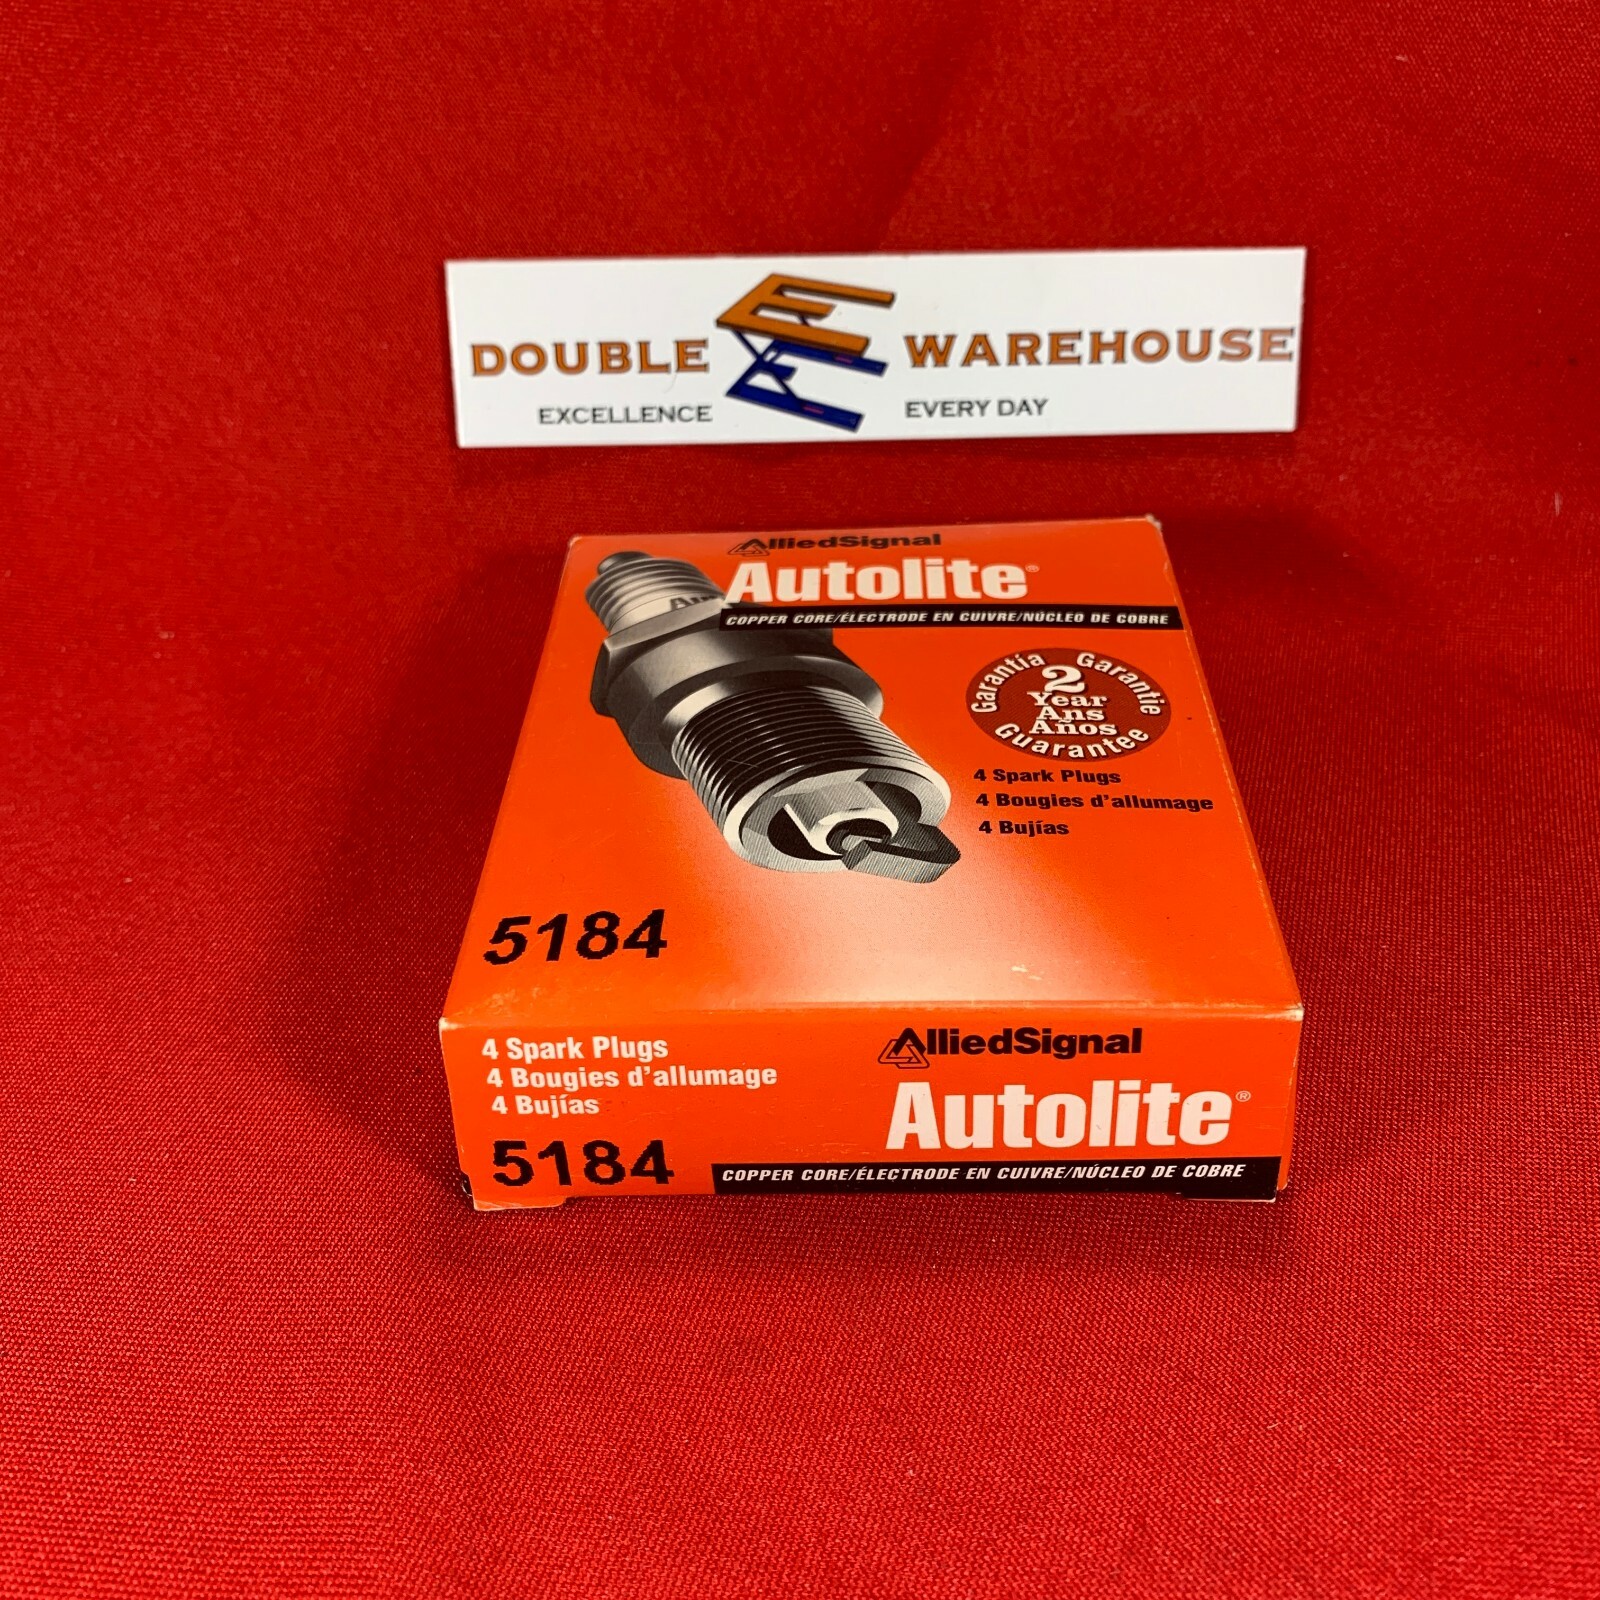 DOUBLE EE WAREHOUSE
EXCELLENCE EVERY DAY
AlliedSignal
Autolite®
COPPER CORE/ÉLECTRODE EN CUIVRE/NÚCLEO DE COBRE
Garantía Garantie
2
Year
Ans
Años
Guarantee
4 Spark Plugs
4 Bougies d'allumage
4 Bujías
5184
4 Spark Plugs
4 Bougies d'allumage
4 Bujías
5184
AlliedSignal
Autolite®
COPPER CORE/ÉLECTRODE EN CUIVRE/NÚCLEO DE COBRE